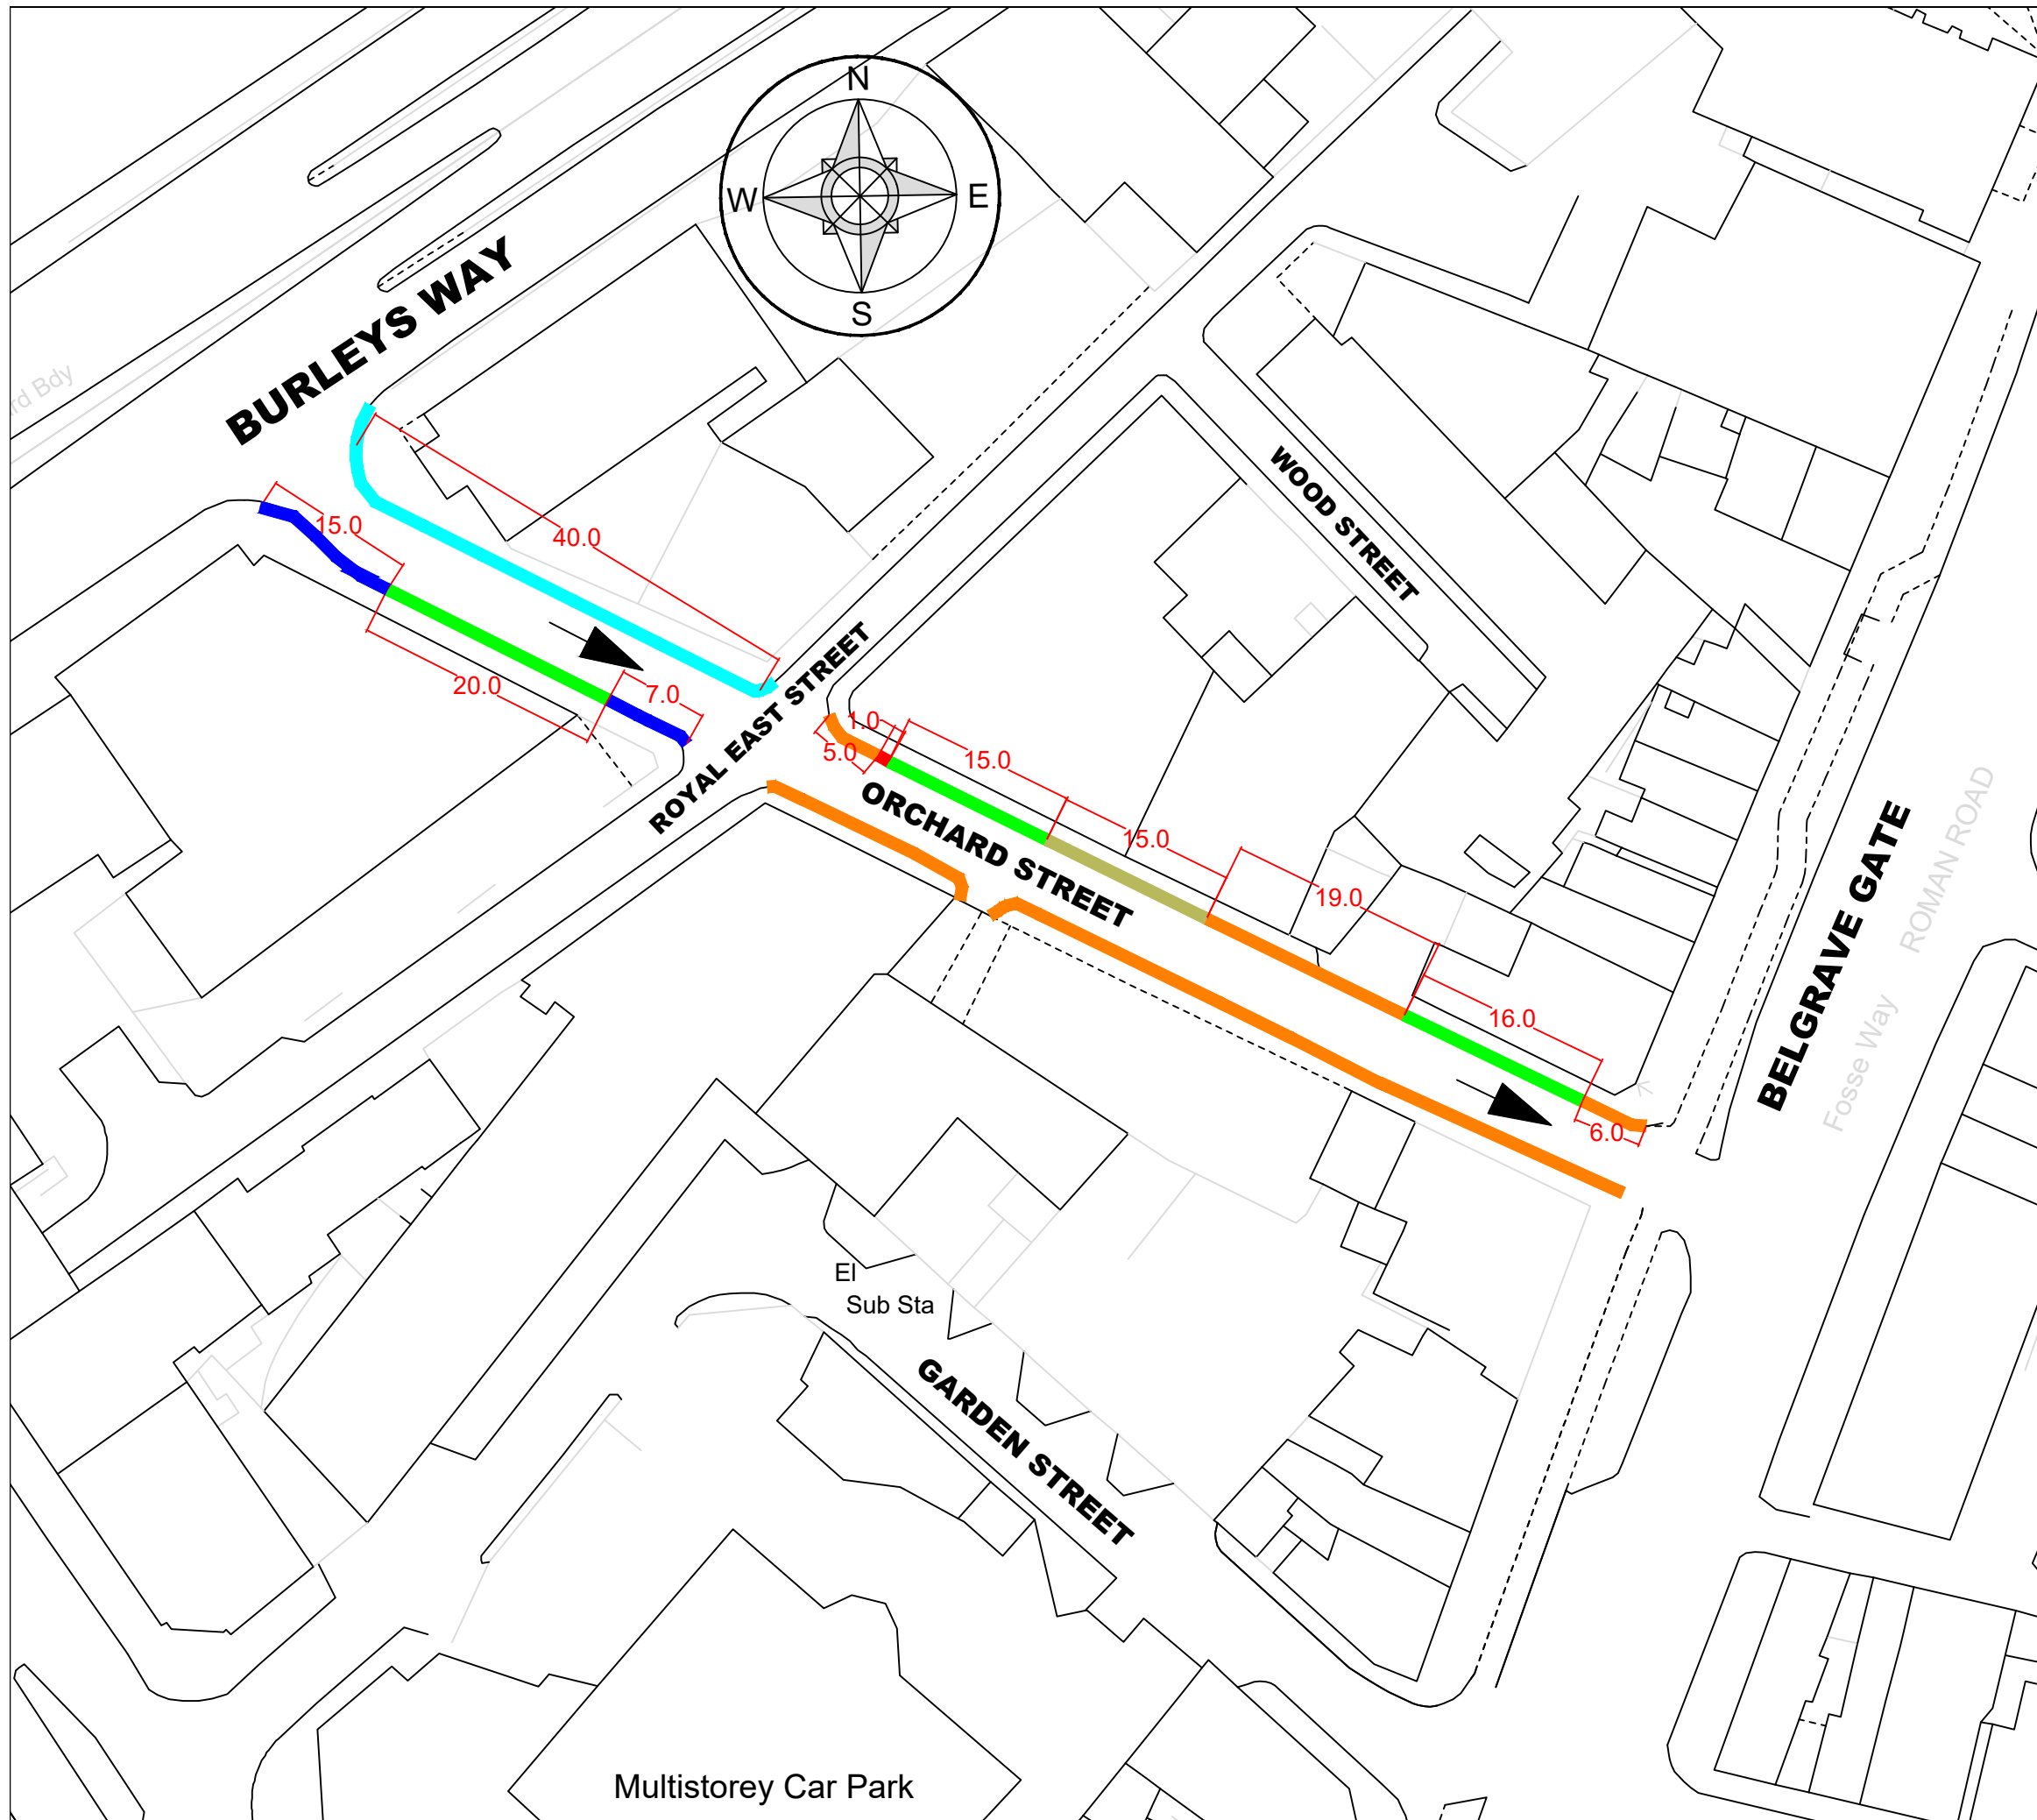 N
W
E
S
BURLEYS WAY
rd Bdy
WOOD STREET
15.0
40.0
20.0
7.0
ROYAL EAST STREET
1.0
5.0
15.0
ORCHARD STREET
15.0
19.0
16.0
6.0
BELGRAVE GATE
ROMAN ROAD
Fosse Way
El
Sub Sta
GARDEN STREET
Multistorey Car Park